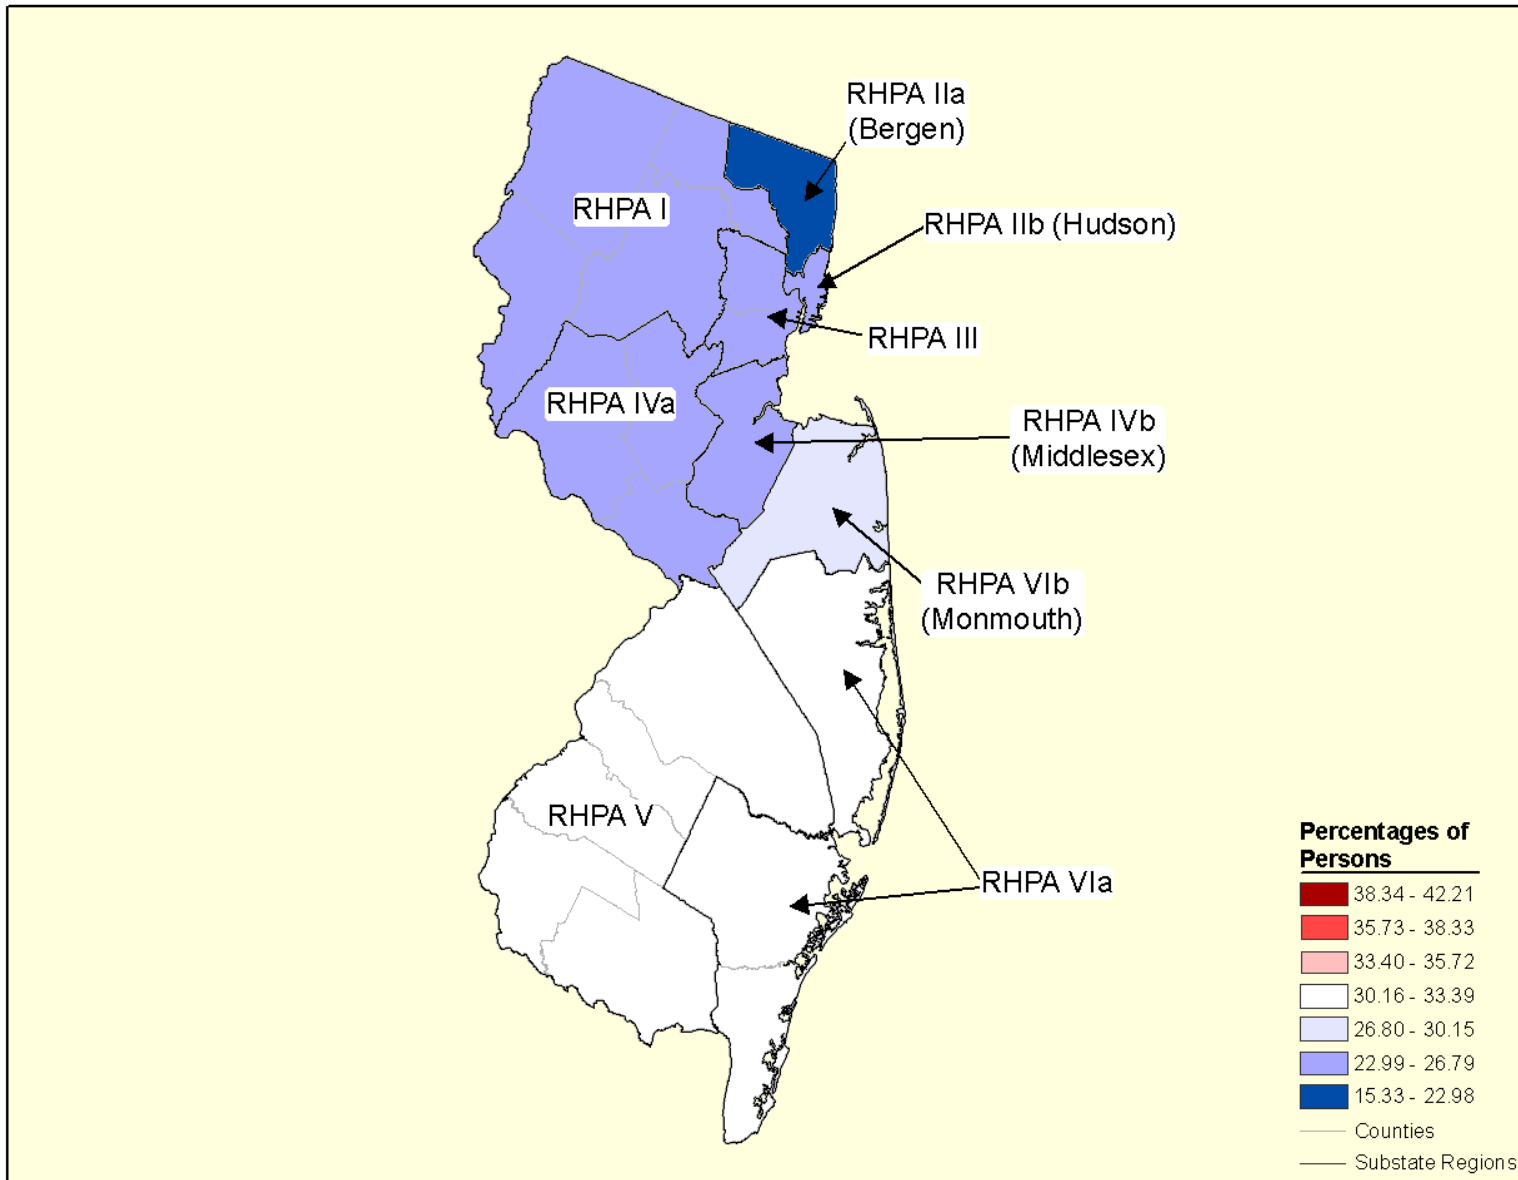 RHPA IIa
(Bergen)
RHPA I
RHPA IIb (Hudson)
RHPA III
RHPA IVa
RHPA IVb
(Middlesex)
RHPA VIb
(Monmouth)
RHPA V
RHPA VIa
Percentages of
Persons
38.34 - 42.21
35.73 - 38.33
33.40 - 35.72
30.16 - 33.39
26.80 - 30.15
22.99 - 26.79
15.33 - 22.98
Counties
Substate Regions